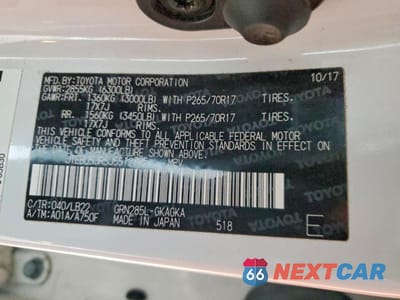 MFD.BY:TOYOTA MOTOR CORPORATION 10/17
GVWR: 2855KG (6300LB)
GAWR:FRT. 1360KG (3000LB) WITH P265/70R17 TIRES.
17X7J RIMS.
RR. 1560KG (3450LB) WITH P265/70R17 TIRES.
17X7J RIMS.
THIS VEHICLE CONFORMS TO ALL APPLICABLE FEDERAL MOTOR
VEHICLE SAFETY AND THEFT PREVENTION STANDARDS IN EFFECT
ON THE DATE OF MANUFACTURE SHOWN ABOVE.
C/TR:040/LB22 GRN285L-GKAGKA
A/TM:A01A/A750F MADE IN JAPAN 518 E
TOYOTA
66 NEXTCAR